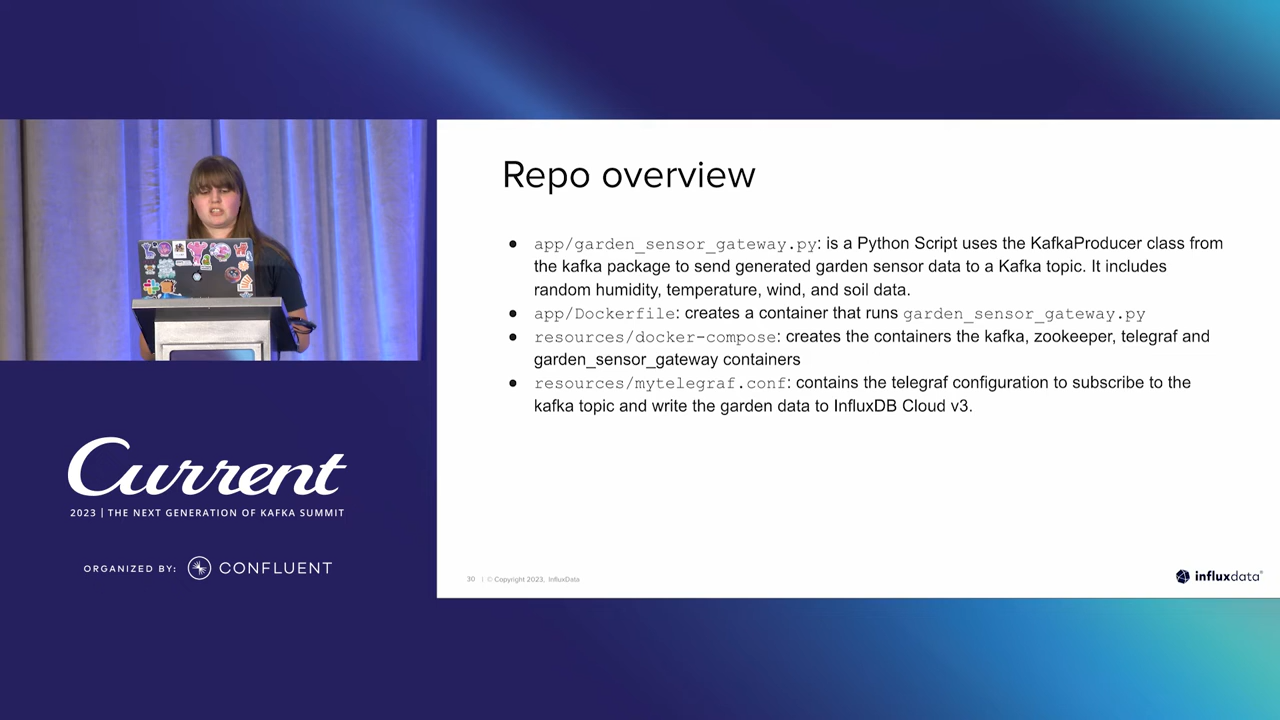 Repo overview
● app/garden_sensor_gateway.py: is a Python Script uses the KafkaProducer class from
the kafka package to send generated garden sensor data to a Kafka topic. It includes
random humidity, temperature, wind, and soil data.
● app/Dockerfile: creates a container that runs garden_sensor_gateway.py
● resources/docker-compose: creates the containers the kafka, zookeeper, telegraf and
garden_sensor_gateway containers
● resources/mytelegraf.conf: contains the telegraf configuration to subscribe to the
kafka topic and write the garden data to InfluxDB Cloud v3.
30 | © Copyright 2023, InfluxData
influxdata®
Current
2023 | THE NEXT GENERATION OF KAFKA SUMMIT
ORGANIZED BY: CONFLUENT